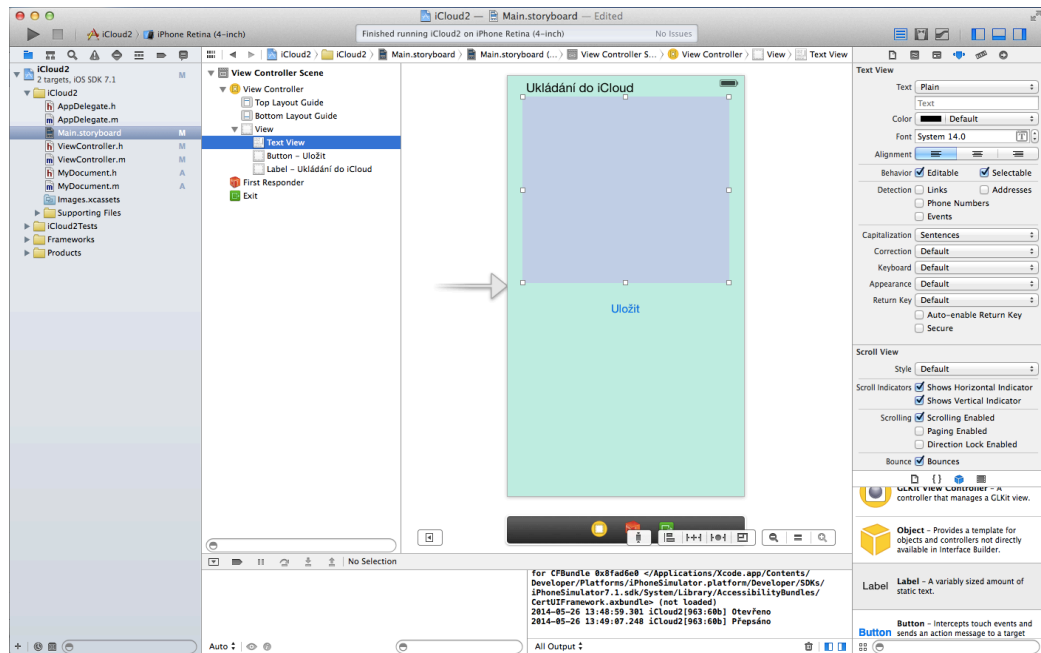 iCloud2 — Main.storyboard — Edited
iCloud2 〉 iPhone Retina (4-inch)
Finished running iCloud2 on iPhone Retina (4-inch)
No Issues
iCloud2
2 targets, iOS SDK 7.1
M
iCloud2
AppDelegate.h
AppDelegate.m
Main.storyboard M
ViewController.h M
ViewController.m M
MyDocument.h A
MyDocument.m A
Images.xcassets
Supporting Files
iCloud2Tests
Frameworks
Products
iCloud2 〉 iCloud2 〉 Main.storyboard 〉 Main.storyboard (...〉 View Controller S... 〉 View Controller 〉 View 〉 Text View
View Controller Scene
View Controller
Top Layout Guide
Bottom Layout Guide
View
Text View
Button – Uložit
Label – Ukládání do iCloud
First Responder
Exit
Ukládání do iCloud
Uložit
No Selection
for CFBundle 0x8fad6e0 </Applications/Xcode.app/Contents/
Developer/Platforms/iPhoneSimulator.platform/Developer/SDKs/
iPhoneSimulator7.1.sdk/System/Library/AccessibilityBundles/
CertUIFramework.axbundle> (not loaded)
2014-05-26 13:48:59.301 iCloud2[963:60b] Otevřeno
2014-05-26 13:49:07.248 iCloud2[963:60b] Přepsáno
Auto
All Output
Text View
Text Plain
Text
Color Default
Font System 14.0
Alignment
Behavior Editable Selectable
Detection Links Addresses
Phone Numbers
Events
Capitalization Sentences
Correction Default
Keyboard Default
Appearance Default
Return Key Default
Auto-enable Return Key
Secure
Scroll View
Style Default
Scroll Indicators Shows Horizontal Indicator
Shows Vertical Indicator
Scrolling Scrolling Enabled
Paging Enabled
Direction Lock Enabled
Bounce Bounces
GLKit View Controller – A
controller that manages a GLKit view.
Object – Provides a template for
objects and controllers not directly
available in Interface Builder.
Label
Label – A variably sized amount of
static text.
Button
Button – Intercepts touch events and
sends an action message to a target